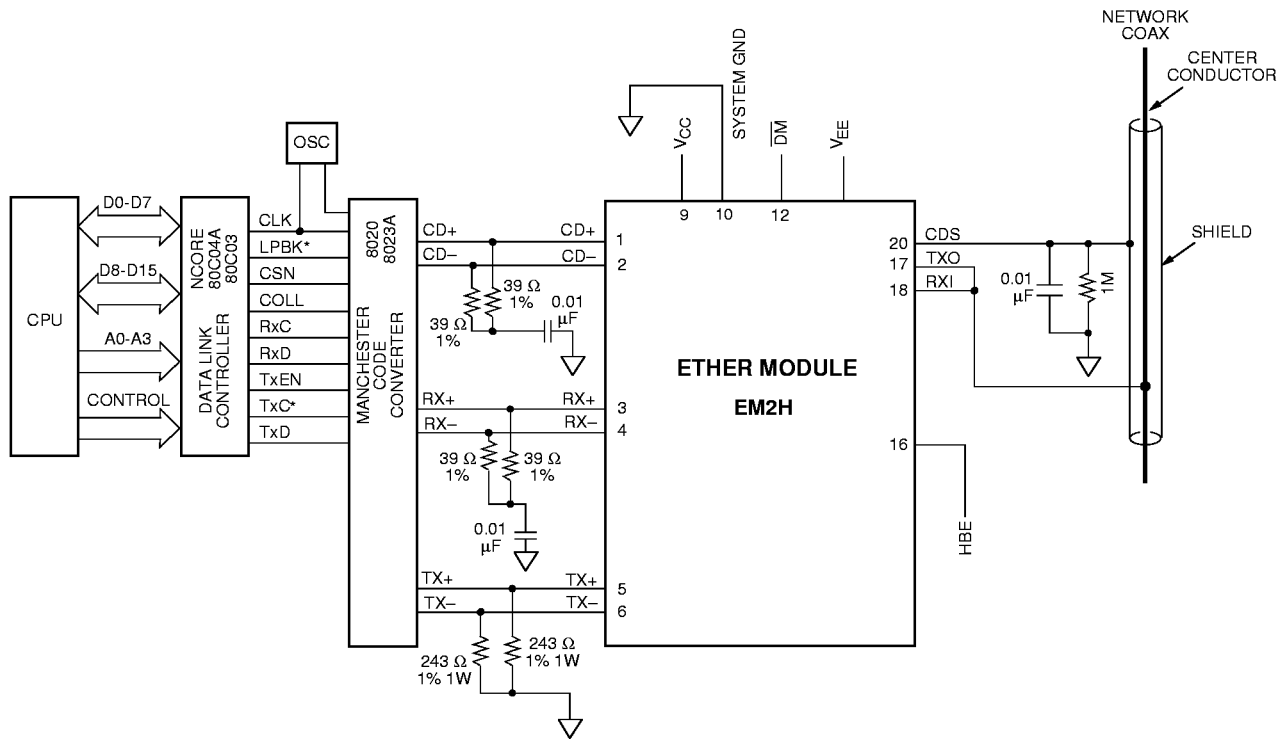 NETWORK
COAX
CENTER
CONDUCTOR
SHIELD
SYSTEM GND
VCC
DM
VEE
OSC
CPU
D0-D7
D8-D15
A0-A3
CONTROL
NCORE
80C04A
80C03
DATA LINK
CONTROLLER
CLK
LPBK*
CSN
COLL
RxC
RxD
TxEN
TxC*
TxD
8020
8023A
MANCHESTER
CODE
CONVERTER
CD+
CD–
CD+
CD–
39 Ω
1%
39 Ω
1%
0.01
µF
RX+
RX–
RX+
RX–
39 Ω
1%
39 Ω
1%
0.01
µF
TX+
TX–
TX+
TX–
243 Ω
1% 1W
243 Ω
1% 1W
9
10
12
1
2
3
4
5
6
ETHER MODULE
EM2H
20
17
18
16
CDS
TXO
RXI
HBE
0.01
µF
1M